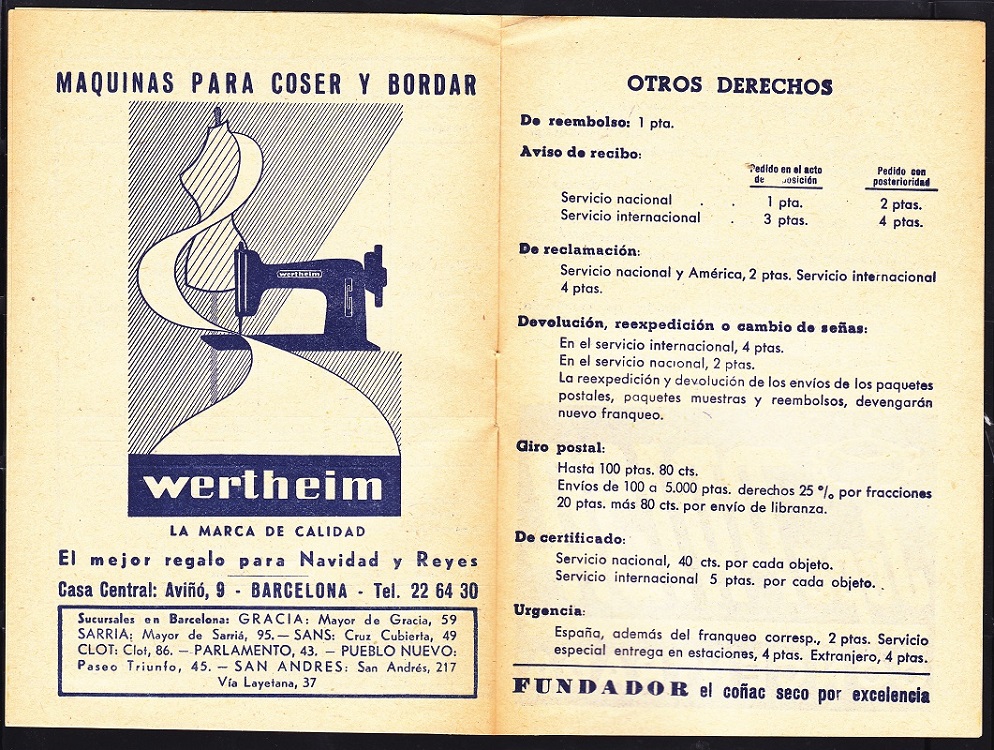 MAQUINAS PARA COSER Y BORDAR
wertheim
wertheim
LA MARCA DE CALIDAD
El mejor regalo para Navidad y Reyes
Casa Central: Aviñó, 9 - BARCELONA - Tel. 22 64 30
Sucursales en Barcelona: GRACIA: Mayor de Gracia, 59
SARRIA: Mayor de Sarriá, 95. — SANS: Cruz Cubierta, 49
CLOT: Clot, 86. — PARLAMENTO, 43. — PUEBLO NUEVO:
Paseo Triunfo, 45. — SAN ANDRES: San Andrés, 217
Vía Layetana, 37
OTROS DERECHOS
De reembolso: 1 pta.
Aviso de recibo:
Pedido en el acto
de
Pedido con
posterioridad
Servicio nacional . . 1 pta. 2 ptas.
Servicio internacional . 3 ptas. 4 ptas.
De reclamación:
Servicio nacional y América, 2 ptas. Servicio internacional
4 ptas.
Devolución, reexpedición o cambio de señas:
En el servicio internacional, 4 ptas.
En el servicio nacional, 2 ptas.
La reexpedición y devolución de los envíos de los paquetes
postales, paquetes muestras y reembolsos, devengarán
nuevo franqueo.
Giro postal:
Hasta 100 ptas. 80 cts.
Envíos de 100 a 5.000 ptas. derechos 25 % por fracciones
20 ptas. más 80 cts. por envío de libranza.
De certificado:
Servicio nacional, 40 cts. por cada objeto.
Servicio internacional 5 ptas. por cada objeto.
Urgencia:
España, además del franqueo corresp., 2 ptas. Servicio
especial entrega en estaciones, 4 ptas. Extranjero, 4 ptas.
FUNDADOR el coñac seco por excelencia